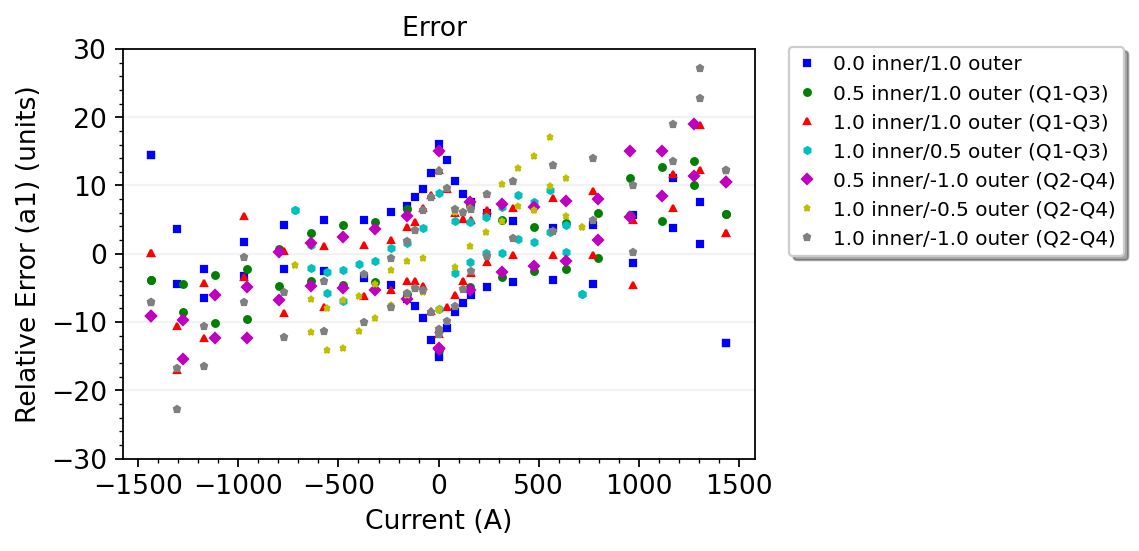 Error
30
20
10
0
−10
−20
−30
Relative Error (a1) (units)
−1500 −1000 −500 0 500 1000 1500
Current (A)
0.0 inner/1.0 outer
0.5 inner/1.0 outer (Q1-Q3)
1.0 inner/1.0 outer (Q1-Q3)
1.0 inner/0.5 outer (Q1-Q3)
0.5 inner/-1.0 outer (Q2-Q4)
1.0 inner/-0.5 outer (Q2-Q4)
1.0 inner/-1.0 outer (Q2-Q4)